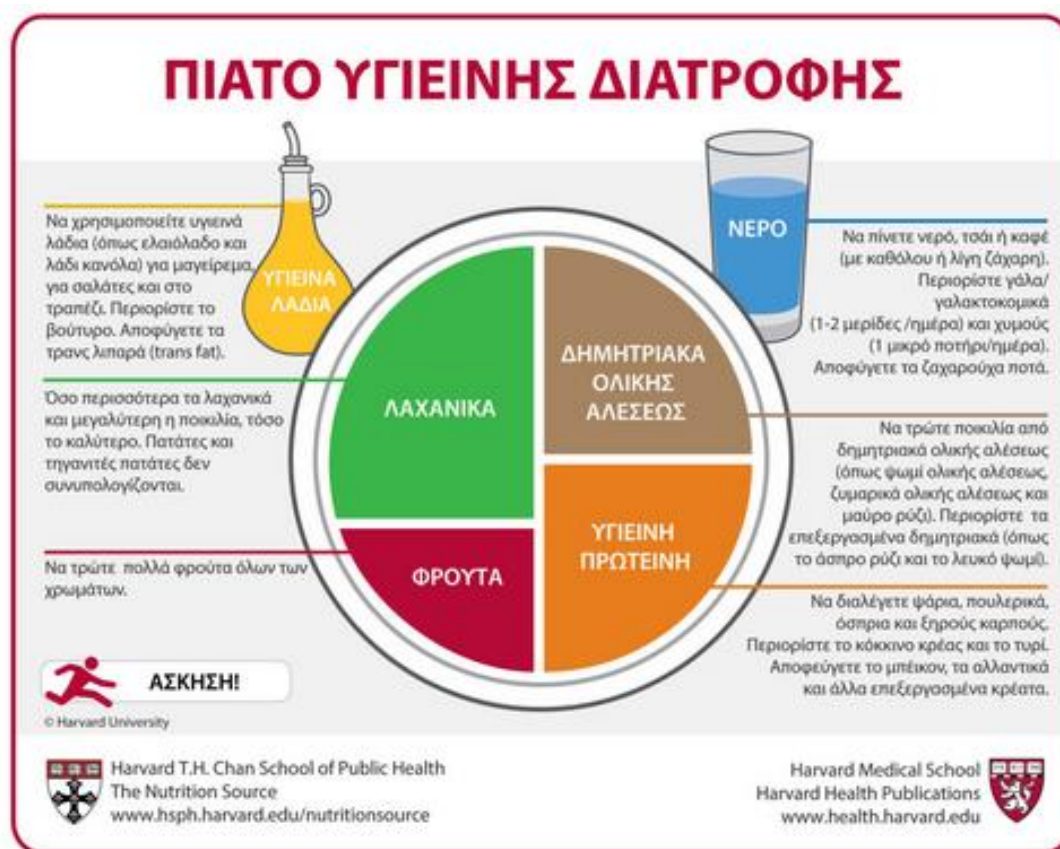 ΠΙΑΤΟ ΥΓΙΕΙΝΗΣ ΔΙΑΤΡΟΦΗΣ
Να χρησιμοποιείτε υγιεινά
λάδια (όπως ελαιόλαδο και
λάδι κανόλα) για μαγείρεμα,
για σαλάτες και στο
τραπέζι. Περιορίστε το
βούτυρο. Αποφύγετε τα
τρανς λιπαρά (trans fat).
ΥΓΙΕΙΝΑ
ΛΑΔΙΑ
ΝΕΡΟ
Να πίνετε νερό, τσάι ή καφέ
(με καθόλου ή λίγη ζάχαρη).
Περιορίστε γάλα/
γαλακτοκομικά
(1-2 μερίδες /ημέρα) και χυμούς
(1 μικρό ποτήρι/ημέρα).
Αποφύγετε τα ζαχαρούχα ποτά.
Όσο περισσότερα τα λαχανικά
και μεγαλύτερη η ποικιλία, τόσο
το καλύτερο. Πατάτες και
τηγανιτές πατάτες δεν
συνυπολογίζονται.
ΛΑΧΑΝΙΚΑ
ΔΗΜΗΤΡΙΑΚΑ
ΟΛΙΚΗΣ
ΑΛΕΣΕΩΣ
Να τρώτε ποικιλία από
δημητριακά ολικής αλέσεως
(όπως ψωμί ολικής αλέσεως,
ζυμαρικά ολικής αλέσεως και
μαύρο ρύζι). Περιορίστε τα
επεξεργασμένα δημητριακά (όπως
το άσπρο ρύζι και το λευκό ψωμί).
Να τρώτε πολλά φρούτα όλων των
χρωμάτων.
ΦΡΟΥΤΑ
ΥΓΙΕΙΝΗ
ΠΡΩΤΕΙΝΗ
Να διαλέγετε ψάρια, πουλερικά,
όσπρια και ξηρούς καρπούς.
Περιορίστε το κόκκινο κρέας και το τυρί.
Αποφεύγετε το μπέικον, τα αλλαντικά
και άλλα επεξεργασμένα κρέατα.
ΑΣΚΗΣΗ!
© Harvard University
Harvard T.H. Chan School of Public Health
The Nutrition Source
www.hsph.harvard.edu/nutritionsource
Harvard Medical School
Harvard Health Publications
www.health.harvard.edu